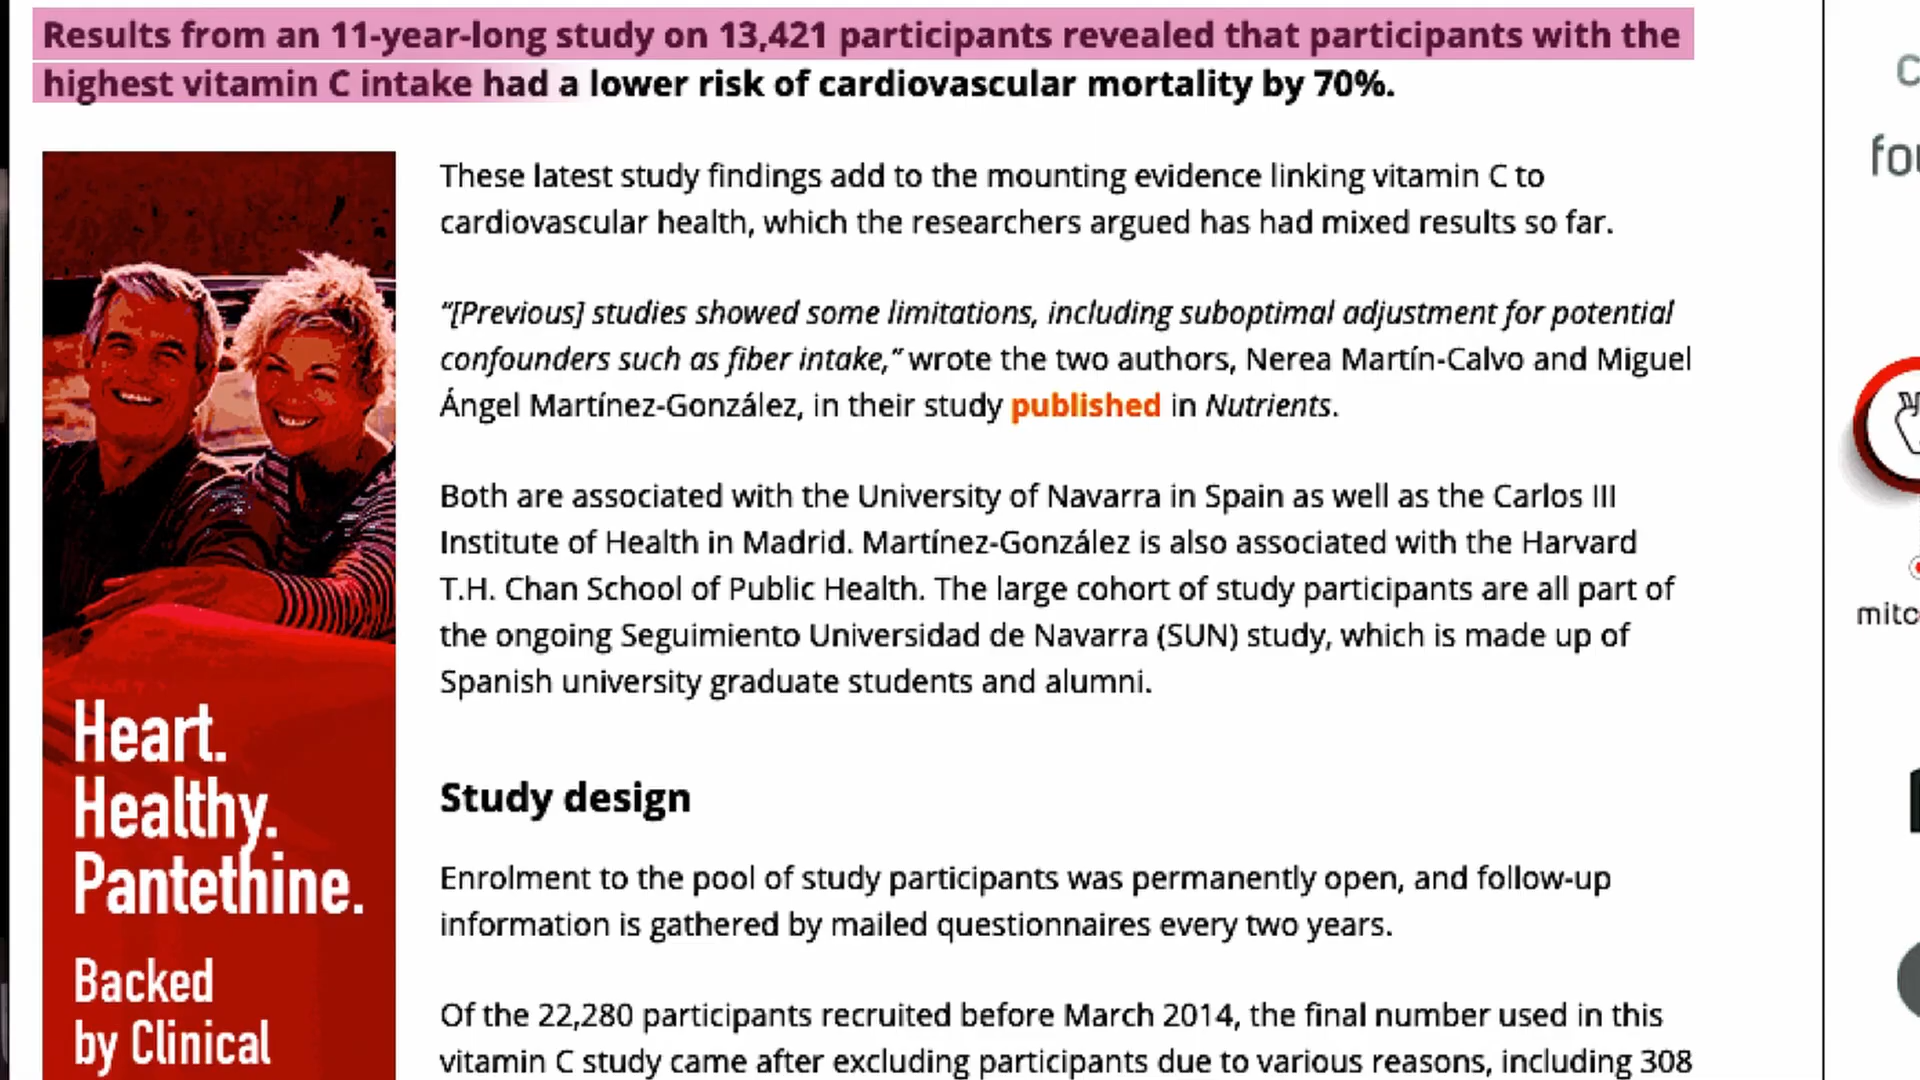 Results from an 11-year-long study on 13,421 participants revealed that participants with the
highest vitamin C intake had a lower risk of cardiovascular mortality by 70%.
These latest study findings add to the mounting evidence linking vitamin C to
cardiovascular health, which the researchers argued has had mixed results so far.
“[Previous] studies showed some limitations, including suboptimal adjustment for potential
confounders such as fiber intake,” wrote the two authors, Nerea Martín-Calvo and Miguel
Ángel Martínez-González, in their study published in Nutrients.
Both are associated with the University of Navarra in Spain as well as the Carlos III
Institute of Health in Madrid. Martínez-González is also associated with the Harvard
T.H. Chan School of Public Health. The large cohort of study participants are all part of
the ongoing Seguimiento Universidad de Navarra (SUN) study, which is made up of
Spanish university graduate students and alumni.
Study design
Enrolment to the pool of study participants was permanently open, and follow-up
information is gathered by mailed questionnaires every two years.
Of the 22,280 participants recruited before March 2014, the final number used in this
vitamin C study came after excluding participants due to various reasons, including 308
Heart.
Healthy.
Pantethine.
Backed
by Clinical